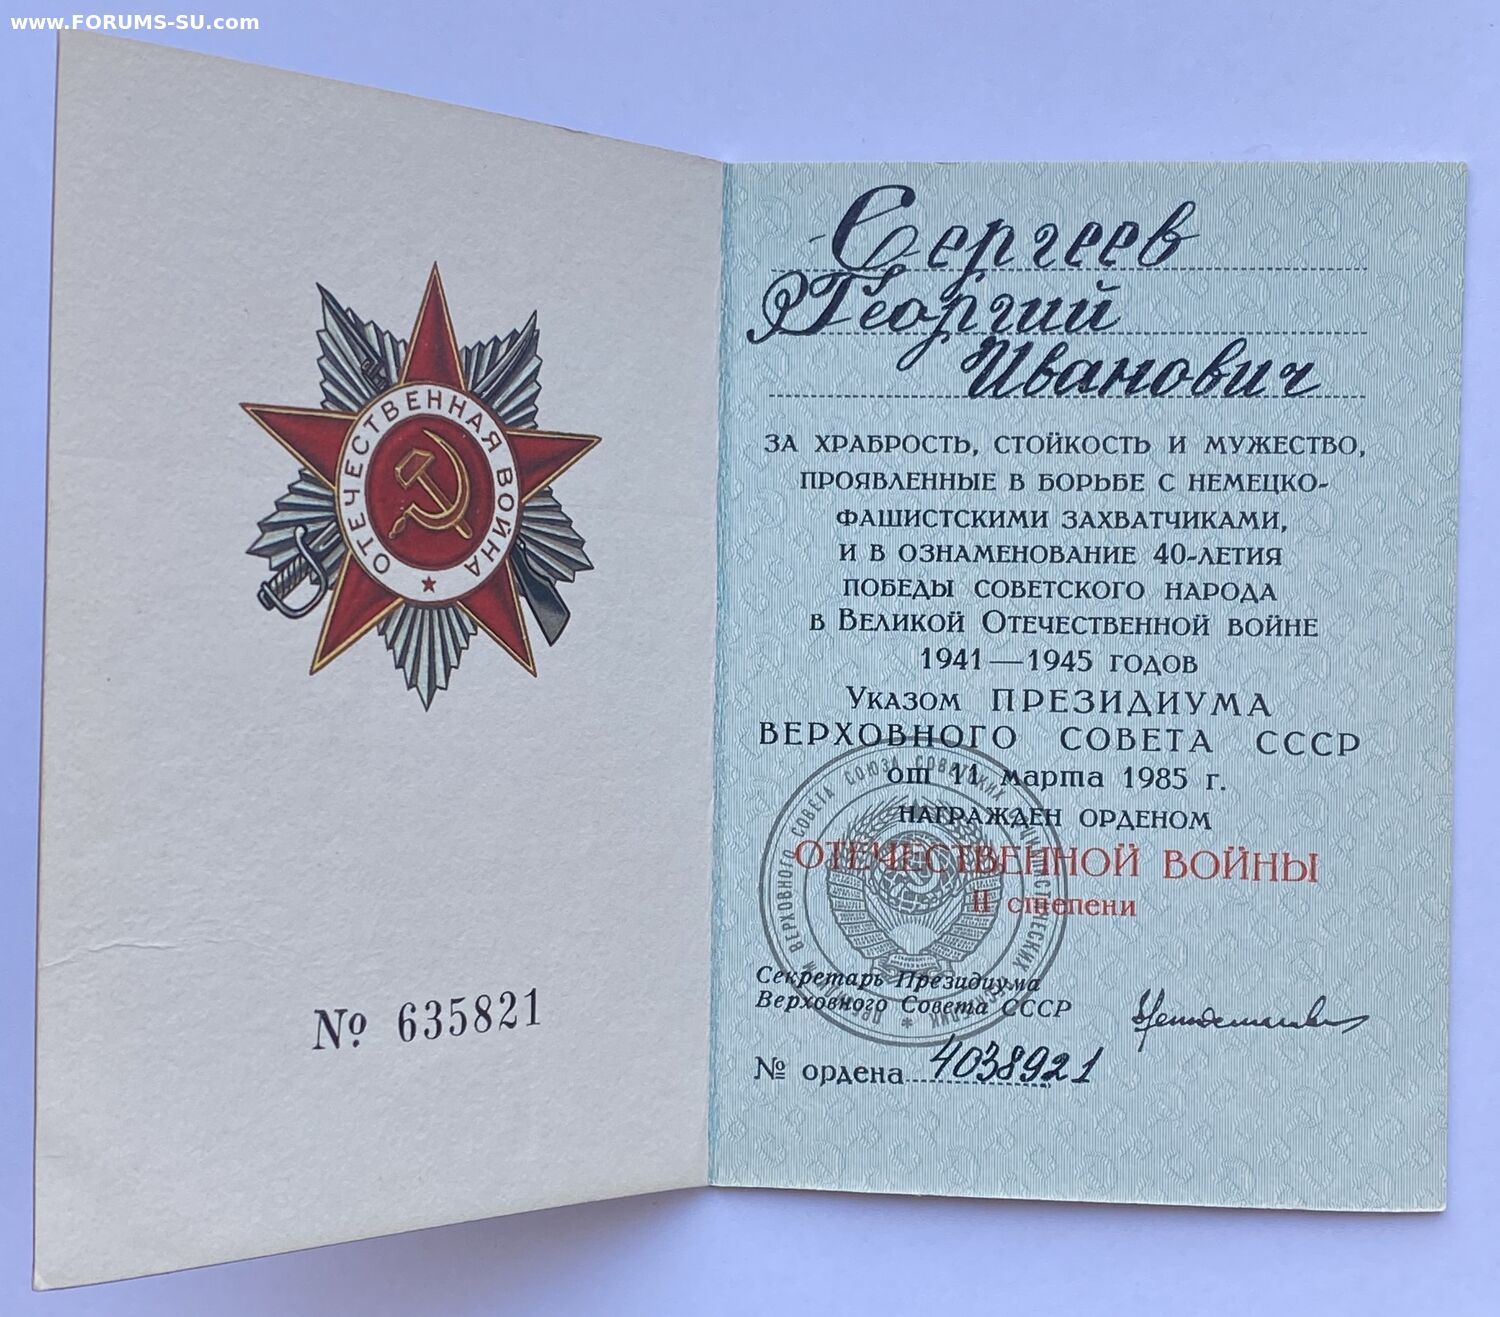 www.FORUMS-SU.com
ОТЕЧЕСТВЕННАЯ ВОЙНА
№ 635821
Сергеев
Георгий
Иванович
ЗА ХРАБРОСТЬ, СТОЙКОСТЬ И МУЖЕСТВО,
ПРОЯВЛЕННЫЕ В БОРЬБЕ С НЕМЕЦКО-
ФАШИСТСКИМИ ЗАХВАТЧИКАМИ,
И В ОЗНАМЕНОВАНИЕ 40-ЛЕТИЯ
ПОБЕДЫ СОВЕТСКОГО НАРОДА
В ВЕЛИКОЙ ОТЕЧЕСТВЕННОЙ ВОЙНЕ
1941—1945 ГОДОВ
УКАЗОМ ПРЕЗИДИУМА
ВЕРХОВНОГО СОВЕТА СССР
от 11 марта 1985 г.
НАГРАЖДЕН ОРДЕНОМ
ОТЕЧЕСТВЕННОЙ ВОЙНЫ
II степени
Секретарь Президиума
Верховного Совета СССР
№ ордена 4038921